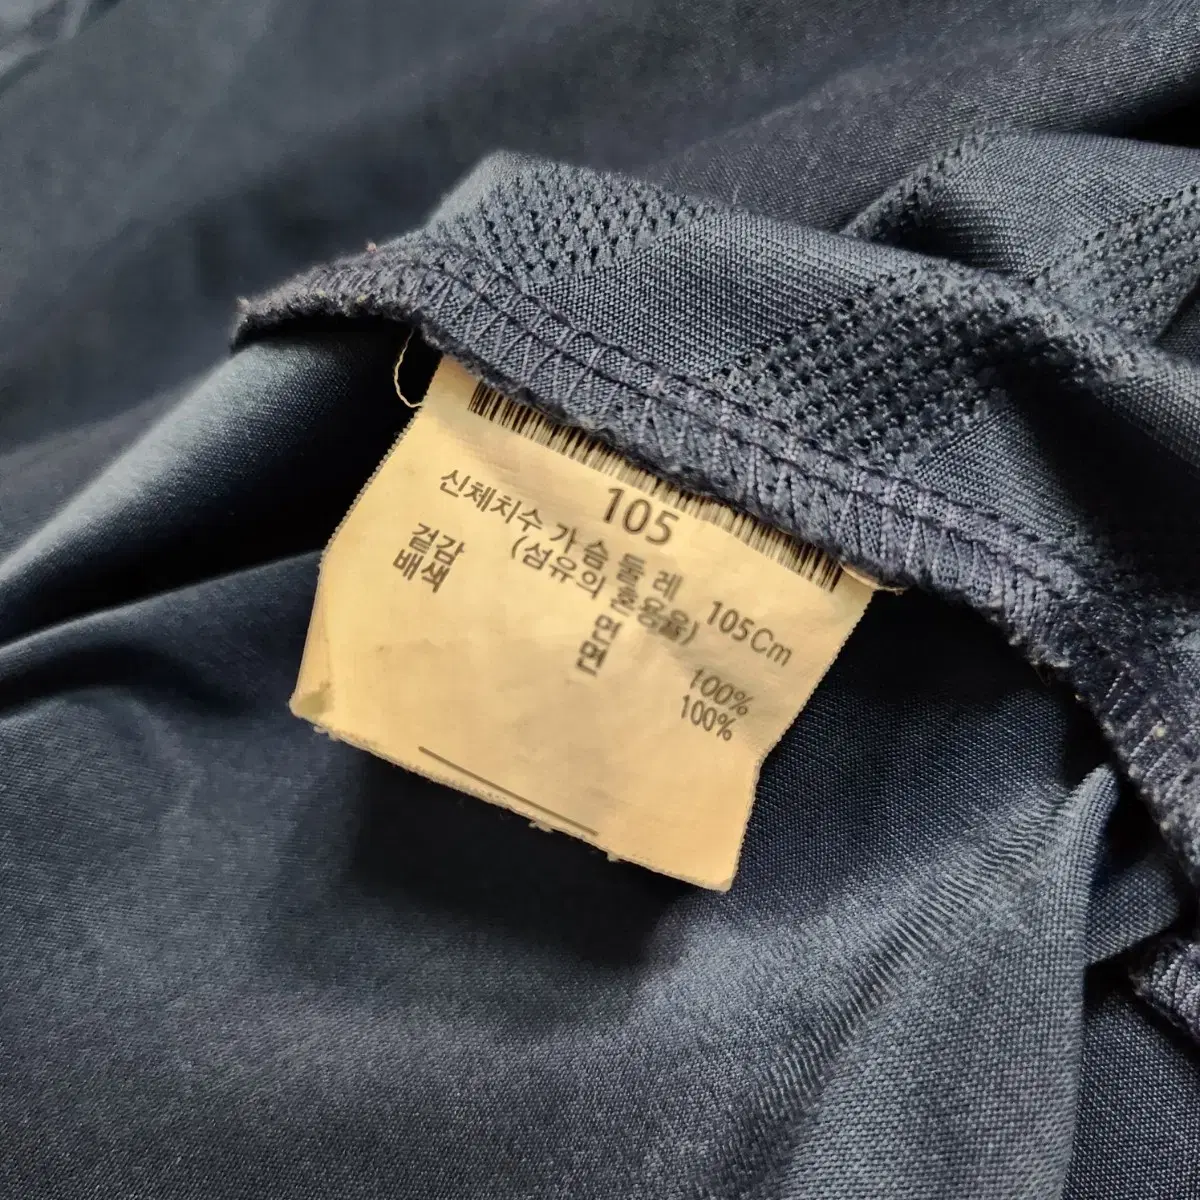 105
신체치수 가슴둘레 105Cm
(섬유의 혼용율)
겉감 면 100%
배색 면 100%